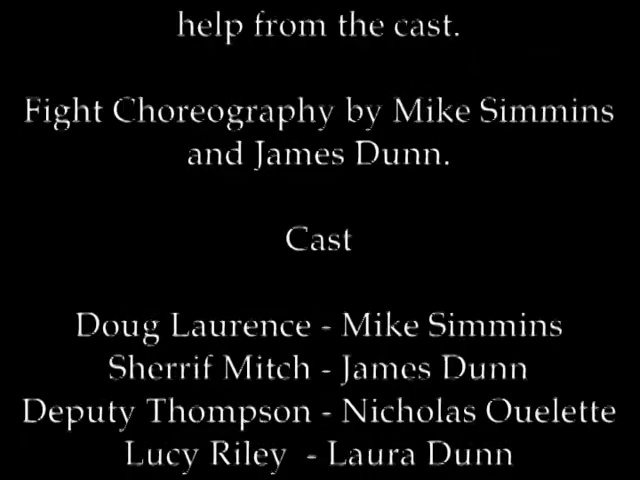 help from the cast.
Fight Choreography by Mike Simmins
and James Dunn.
Cast
Doug Laurence - Mike Simmins
Sherrif Mitch - James Dunn
Deputy Thompson - Nicholas Ouelette
Lucy Riley - Laura Dunn